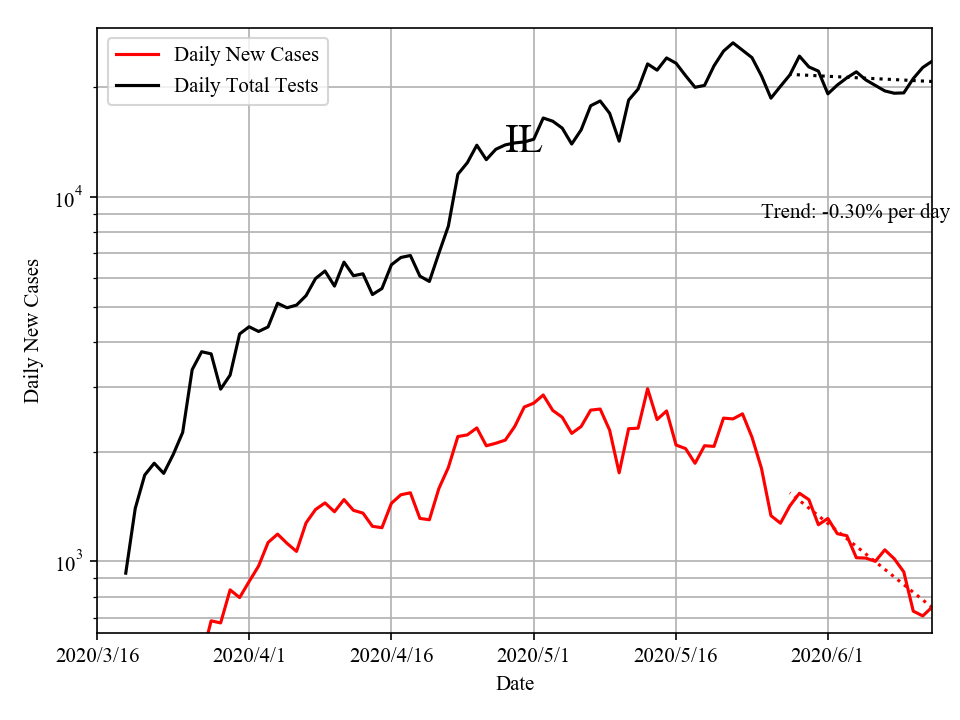 Daily New Cases
Daily Total Tests
IL
10^4
Trend: -0.30% per day
Daily New Cases
10^3
2020/3/16 2020/4/1 2020/4/16 2020/5/1 2020/5/16 2020/6/1
Date